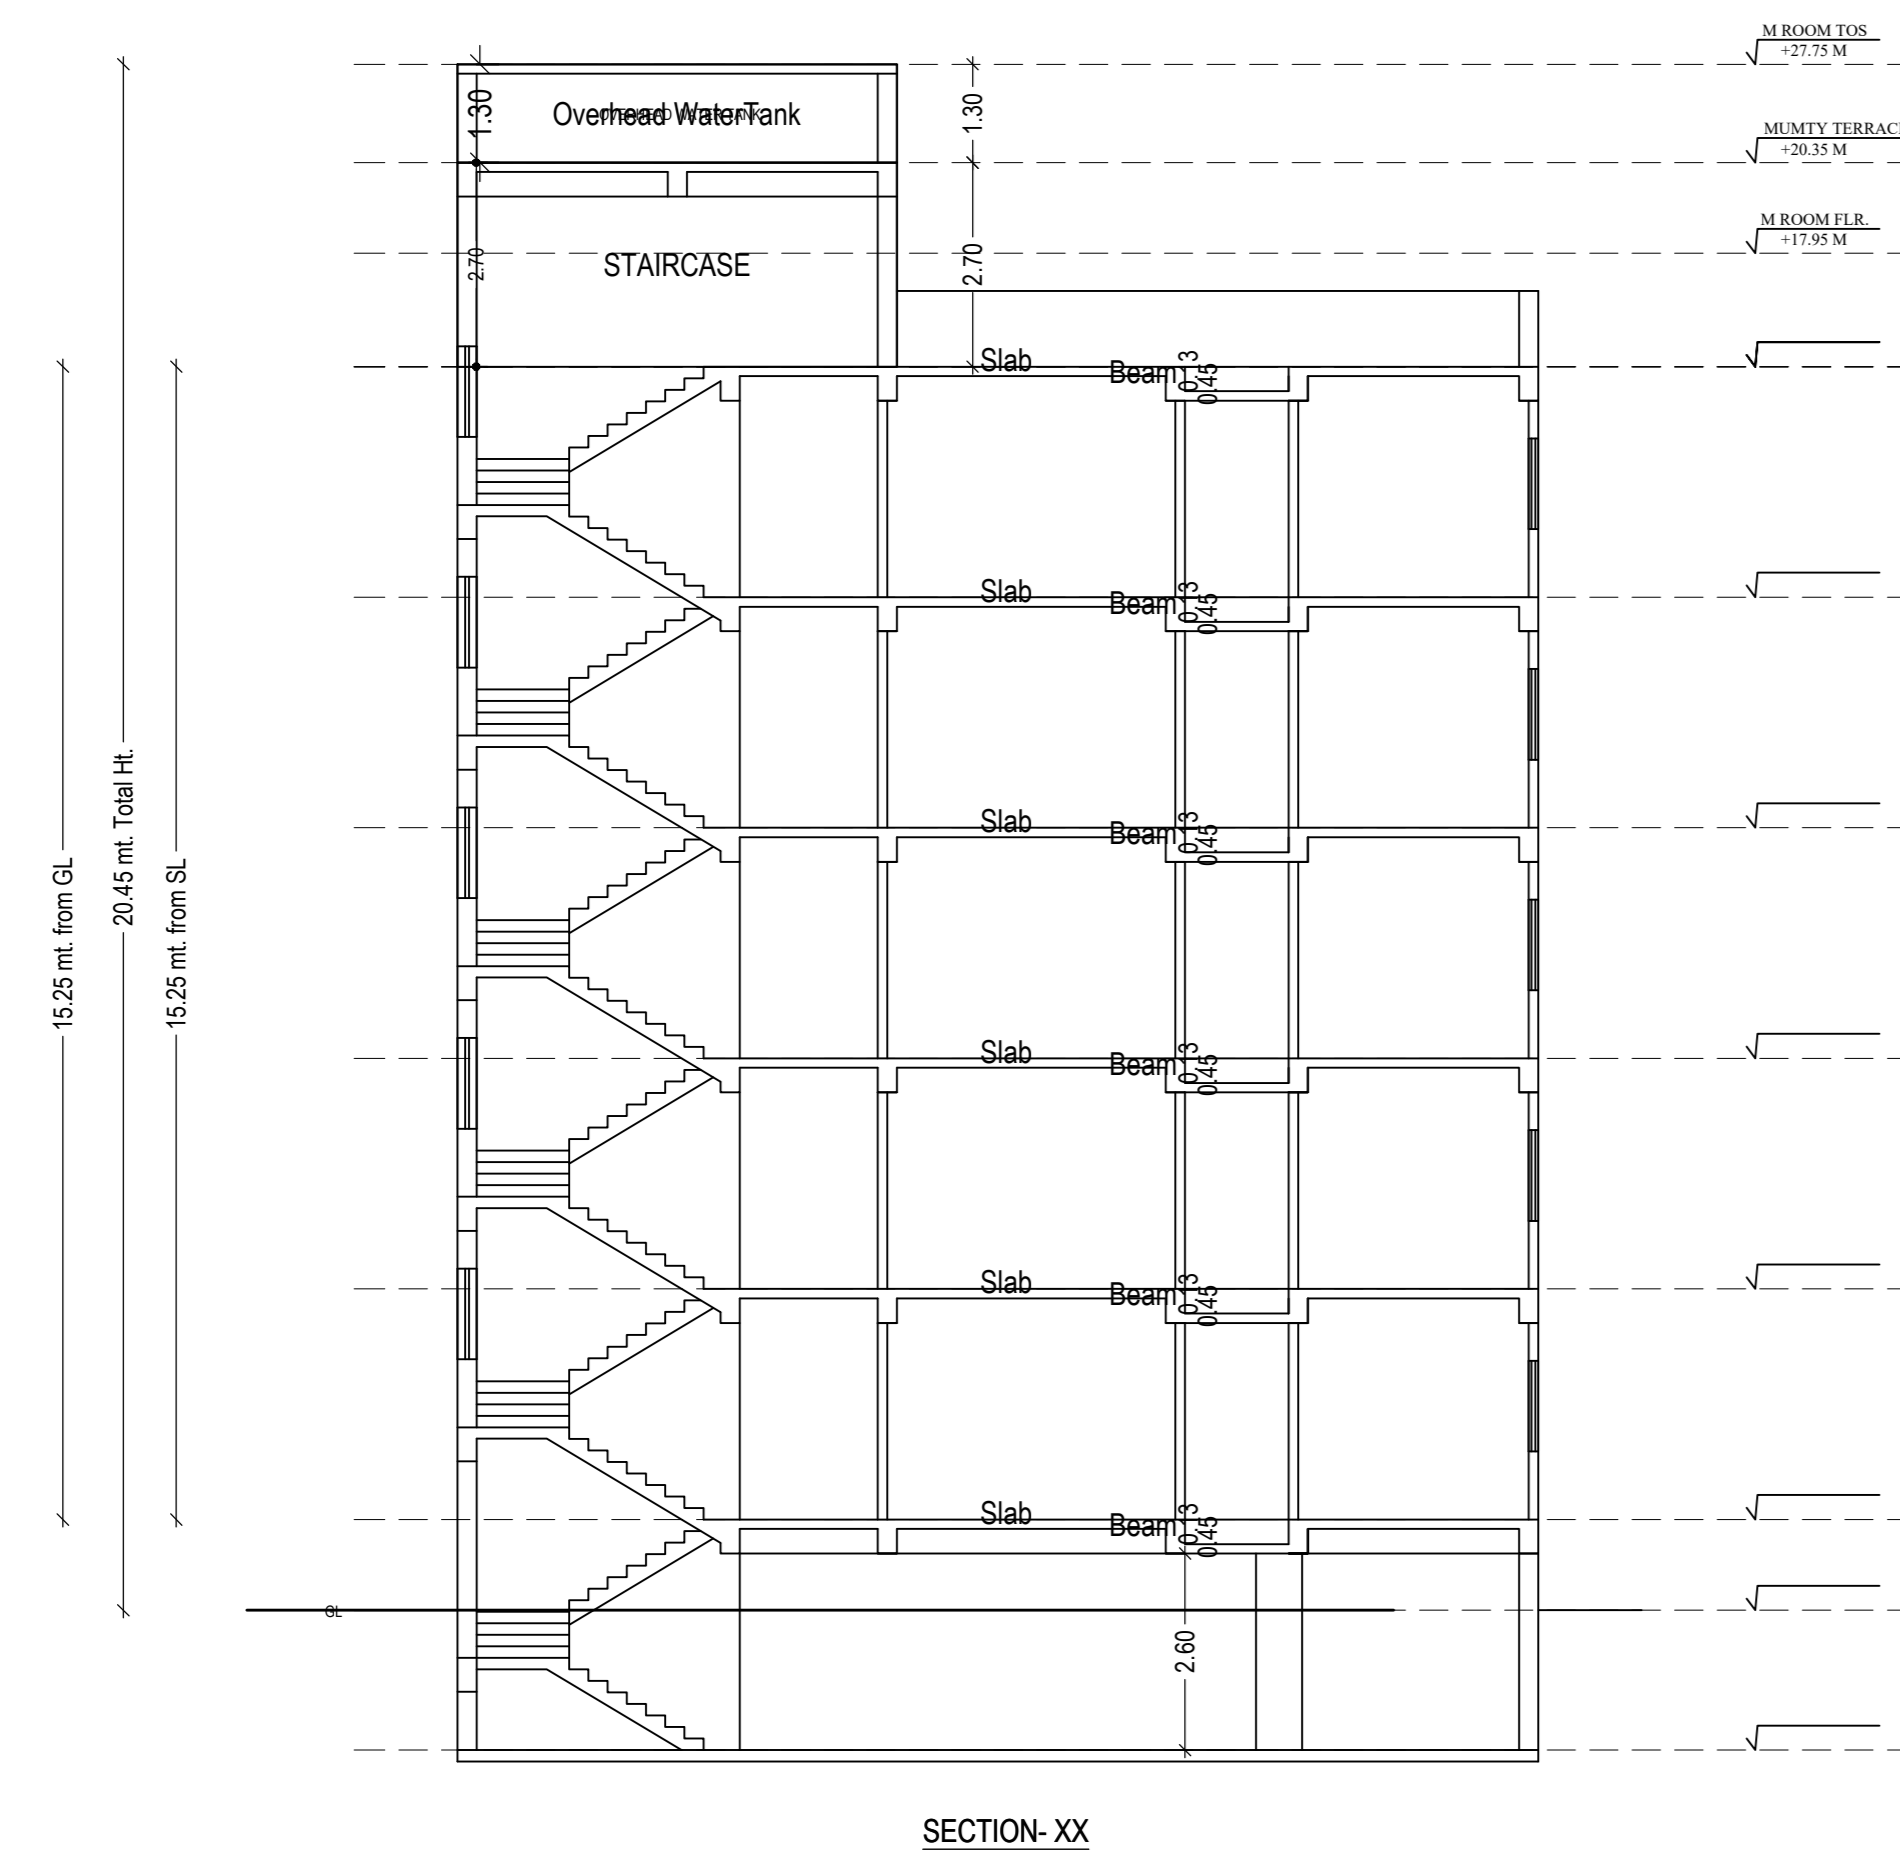 M ROOM TOS
+27.75 M
1.30
Overhead WaterTank
OVERHEAD WATER TANK
1.30
MUMTY TERRAC
+20.35 M
M ROOM FLR.
+17.95 M
2.70
STAIRCASE
2.70
Slab
Beam
0.13
0.45
Slab
Beam
0.13
0.45
20.45 mt. Total Ht.
Slab
Beam
0.13
0.45
15.25 mt. from GL
15.25 mt. from SL
Slab
Beam
0.13
0.45
Slab
Beam
0.13
0.45
Slab
Beam
0.13
0.45
GL
2.60
SECTION- XX